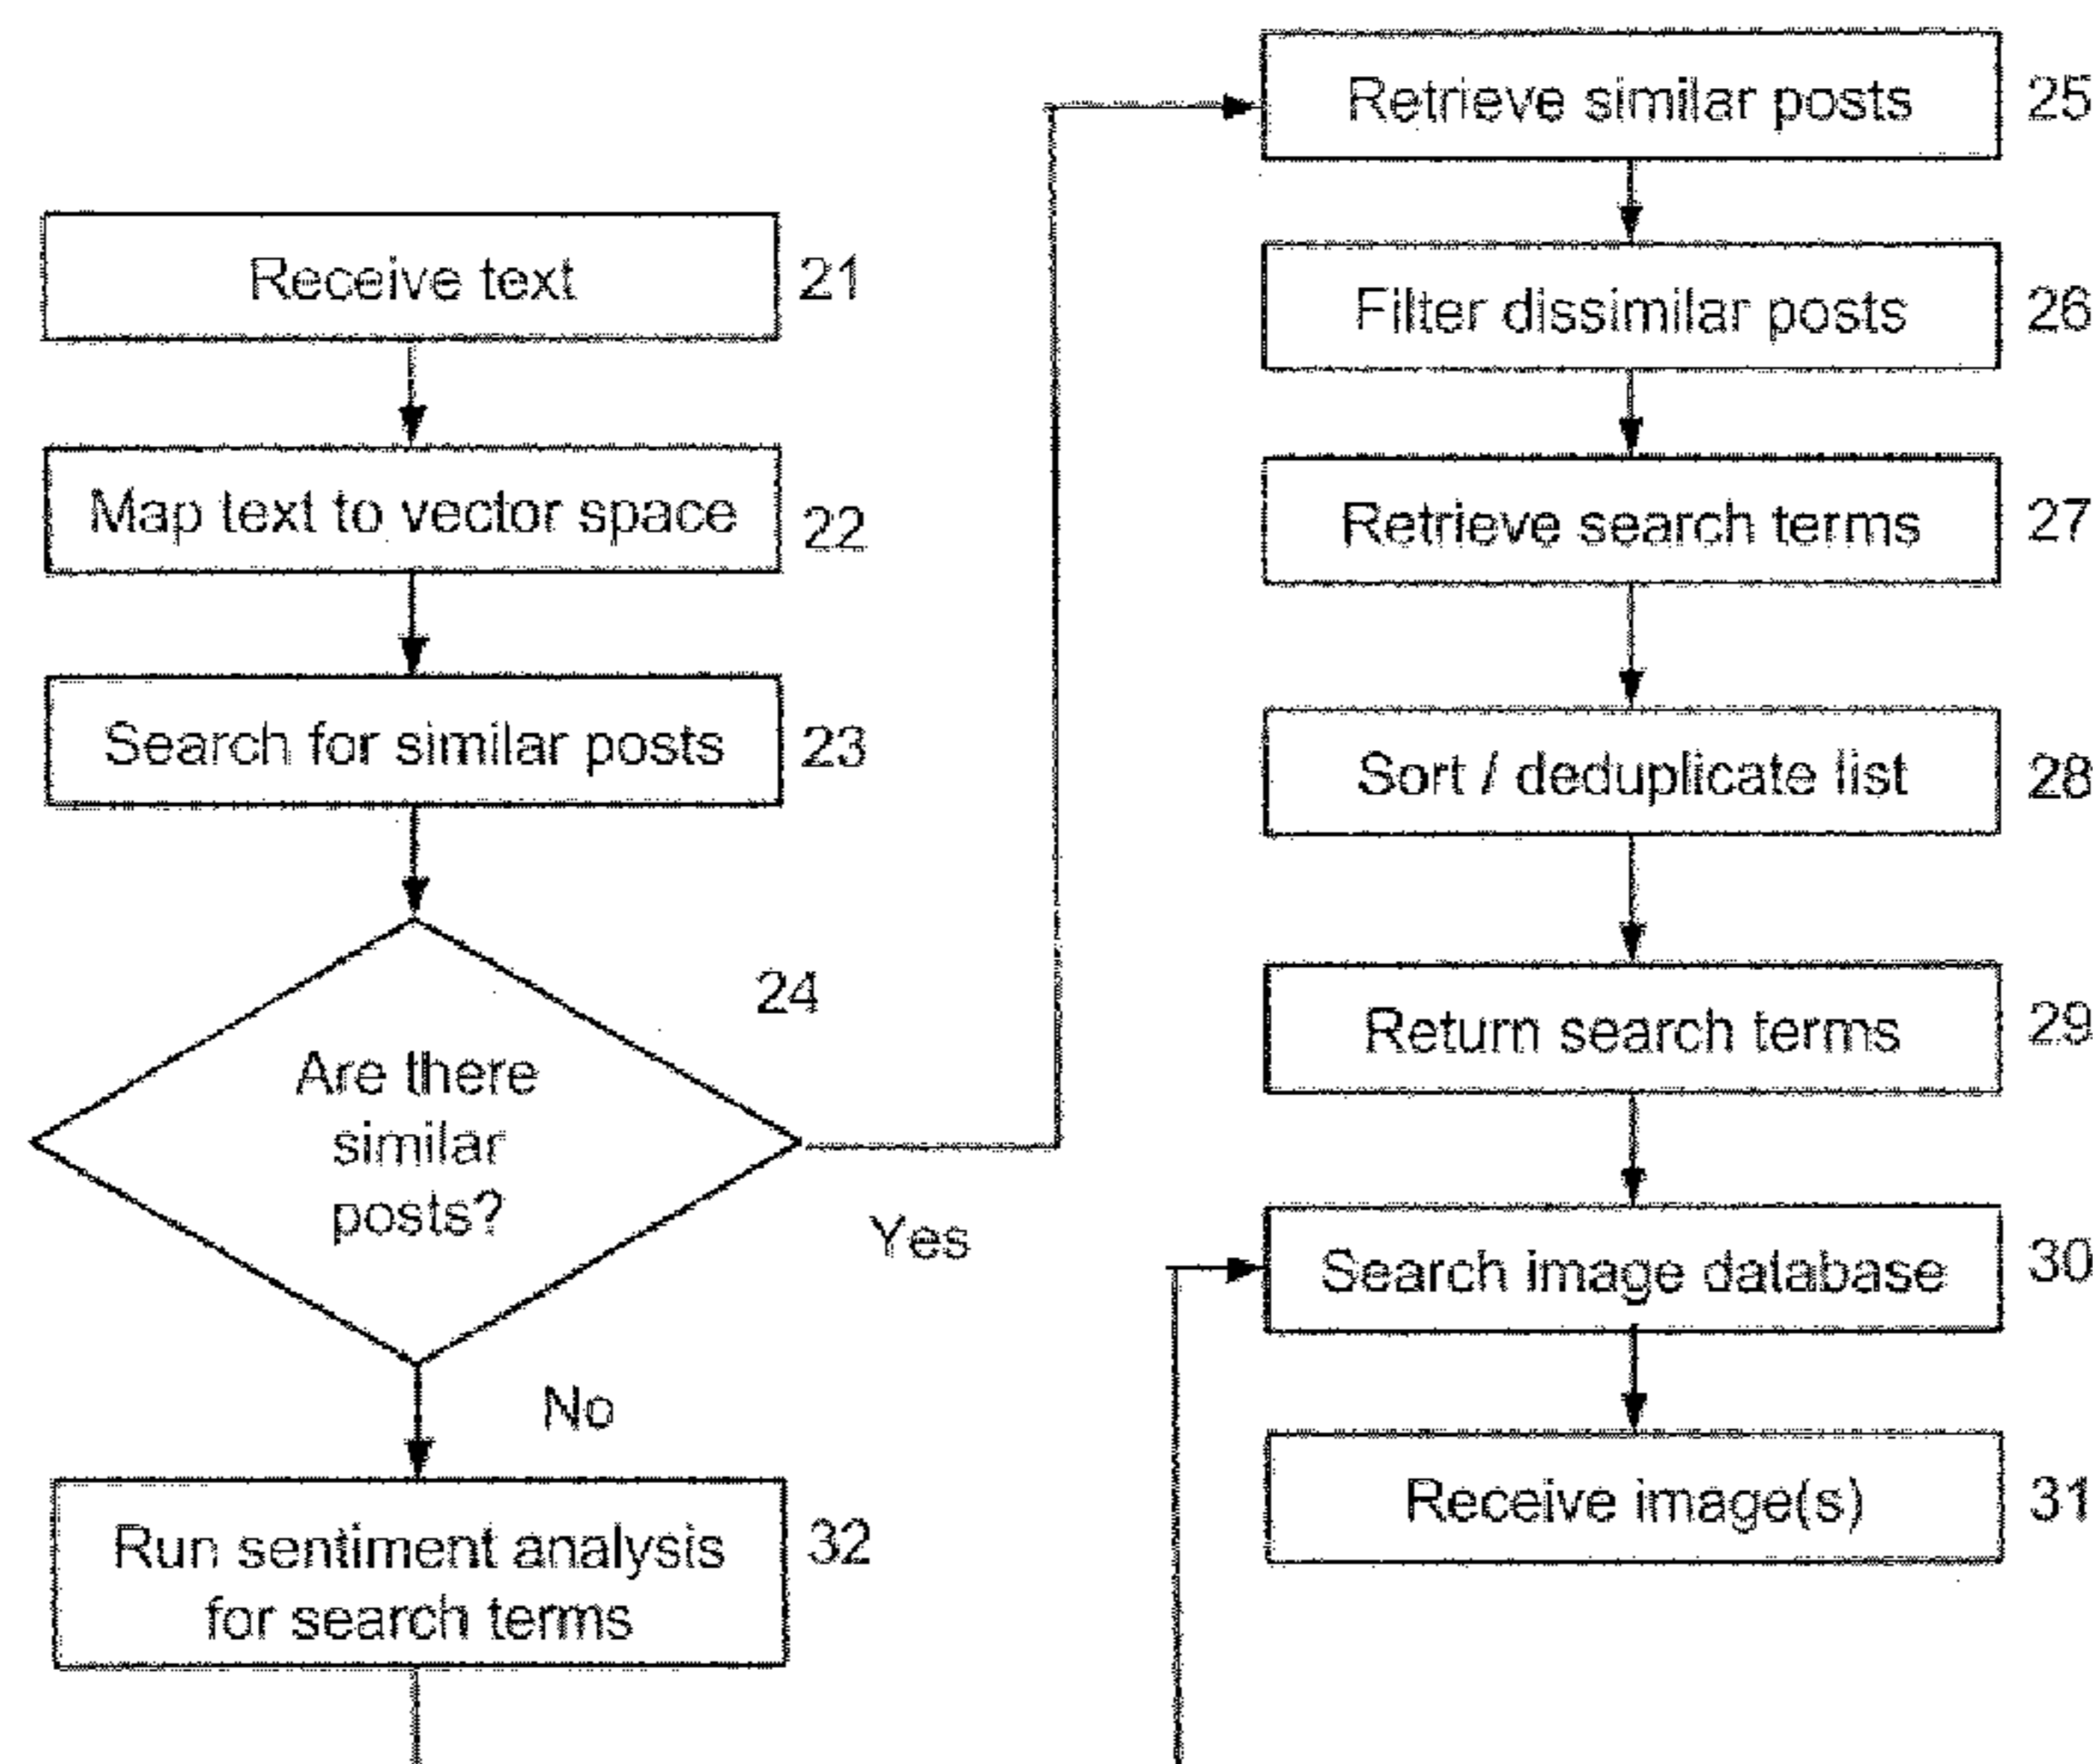 Receive text 21
Map text to vector space 22
Search for similar posts 23
24
Are there
similar
posts?
Yes
No
Run sentiment analysis 32
for search terms
Retrieve similar posts 25
Filter dissimilar posts 26
Retrieve search terms 27
Sort / deduplicate list 28
Return search terms 29
Search image database 30
Receive image(s) 31